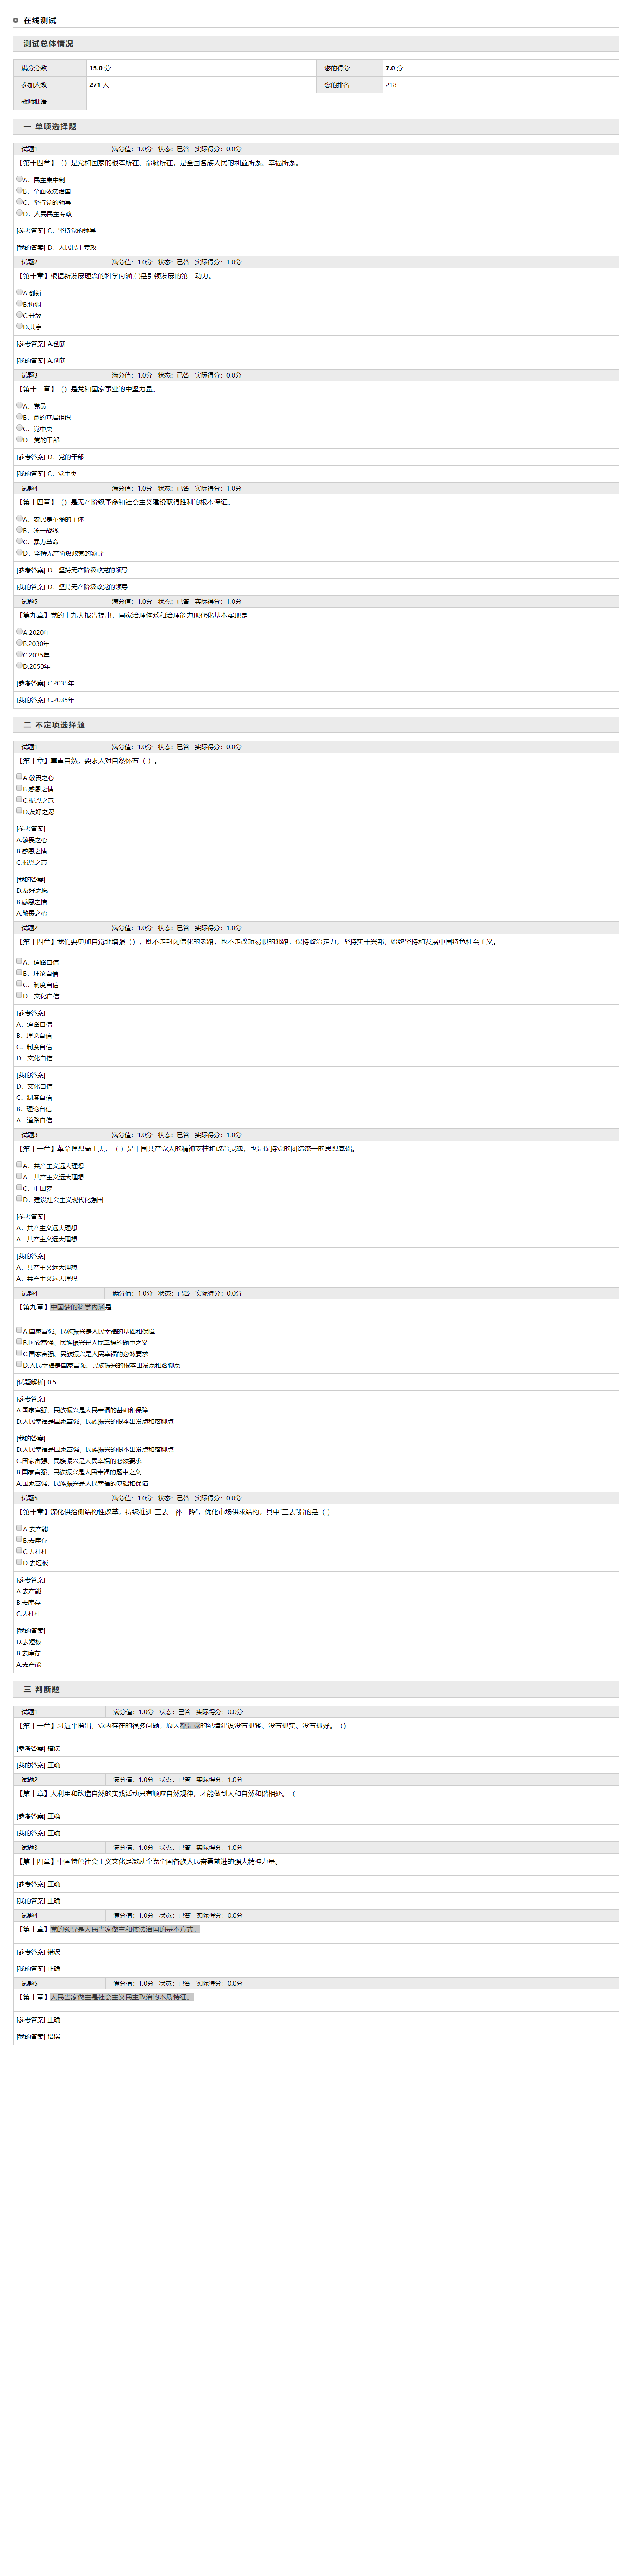 在线测试
测试总体情况
满分分数 15.0 分 您的得分 7.0 分
参加人数 271 人 您的排名 218
教师批语
一 单项选择题
试题1 满分值：1.0分 状态：已答 实际得分：0.0分
【第十四章】（）是党和国家的根本所在、命脉所在，是全国各族人民的利益所系、幸福所系。
A．民主集中制
B．全面依法治国
C．坚持党的领导
D．人民民主专政
[参考答案] C．坚持党的领导
[我的答案] D．人民民主专政
试题2 满分值：1.0分 状态：已答 实际得分：1.0分
【第十章】根据新发展理念的科学内涵,( )是引领发展的第一动力。
A.创新
B.协调
C.开放
D.共享
[参考答案] A.创新
[我的答案] A.创新
试题3 满分值：1.0分 状态：已答 实际得分：0.0分
【第十一章】（）是党和国家事业的中坚力量。
A．党员
B．党的基层组织
C．党中央
D．党的干部
[参考答案] D．党的干部
[我的答案] C．党中央
试题4 满分值：1.0分 状态：已答 实际得分：1.0分
【第十四章】（）是无产阶级革命和社会主义建设取得胜利的根本保证。
A．农民是革命的主体
B．统一战线
C．暴力革命
D．坚持无产阶级政党的领导
[参考答案] D．坚持无产阶级政党的领导
[我的答案] D．坚持无产阶级政党的领导
试题5 满分值：1.0分 状态：已答 实际得分：1.0分
【第九章】党的十九大报告提出，国家治理体系和治理能力现代化基本实现是
A.2020年
B.2030年
C.2035年
D.2050年
[参考答案] C.2035年
[我的答案] C.2035年
二 不定项选择题
试题1 满分值：1.0分 状态：已答 实际得分：0.0分
【第十章】尊重自然，要求人对自然怀有（ ）。
A.敬畏之心
B.感恩之情
C.报恩之意
D.友好之愿
[参考答案]
A.敬畏之心
B.感恩之情
C.报恩之意
[我的答案]
D.友好之愿
B.感恩之情
A.敬畏之心
试题2 满分值：1.0分 状态：已答 实际得分：1.0分
【第十四章】我们要更加自觉地增强（），既不走封闭僵化的老路，也不走改旗易帜的邪路，保持政治定力，坚持实干兴邦，始终坚持和发展中国特色社会主义。
A．道路自信
B．理论自信
C．制度自信
D．文化自信
[参考答案]
A．道路自信
B．理论自信
C．制度自信
D．文化自信
[我的答案]
D．文化自信
C．制度自信
B．理论自信
A．道路自信
试题3 满分值：1.0分 状态：已答 实际得分：1.0分
【第十一章】革命理想高于天，（ ）是中国共产党人的精神支柱和政治灵魂，也是保持党的团结统一的思想基础。
A．共产主义远大理想
A．共产主义远大理想
C．中国梦
D．建设社会主义现代化强国
[参考答案]
A．共产主义远大理想
A．共产主义远大理想
[我的答案]
A．共产主义远大理想
A．共产主义远大理想
试题4 满分值：1.0分 状态：已答 实际得分：0.0分
【第九章】中国梦的科学内涵是
A.国家富强、民族振兴是人民幸福的基础和保障
B.国家富强、民族振兴是人民幸福的题中之义
C.国家富强、民族振兴是人民幸福的必然要求
D.人民幸福是国家富强、民族振兴的根本出发点和落脚点
[试题解析] 0.5
[参考答案]
A.国家富强、民族振兴是人民幸福的基础和保障
D.人民幸福是国家富强、民族振兴的根本出发点和落脚点
[我的答案]
D.人民幸福是国家富强、民族振兴的根本出发点和落脚点
C.国家富强、民族振兴是人民幸福的必然要求
B.国家富强、民族振兴是人民幸福的题中之义
A.国家富强、民族振兴是人民幸福的基础和保障
试题5 满分值：1.0分 状态：已答 实际得分：0.0分
【第十章】深化供给侧结构性改革，持续推进"三去一补一降"，优化市场供求结构，其中"三去"指的是（ ）
A.去产能
B.去库存
C.去杠杆
D.去短板
[参考答案]
A.去产能
B.去库存
C.去杠杆
[我的答案]
D.去短板
B.去库存
A.去产能
三 判断题
试题1 满分值：1.0分 状态：已答 实际得分：0.0分
【第十一章】习近平指出，党内存在的很多问题，原因都是党的纪律建设没有抓紧、没有抓实、没有抓好。（）
[参考答案] 错误
[我的答案] 正确
试题2 满分值：1.0分 状态：已答 实际得分：1.0分
【第十章】人利用和改造自然的实践活动只有顺应自然规律，才能做到人和自然和谐相处。（
[参考答案] 正确
[我的答案] 正确
试题3 满分值：1.0分 状态：已答 实际得分：1.0分
【第十四章】中国特色社会主义文化是激励全党全国各族人民奋勇前进的强大精神力量。
[参考答案] 正确
[我的答案] 正确
试题4 满分值：1.0分 状态：已答 实际得分：0.0分
【第十章】党的领导是人民当家做主和依法治国的基本方式。
[参考答案] 错误
[我的答案] 正确
试题5 满分值：1.0分 状态：已答 实际得分：0.0分
【第十章】人民当家做主是社会主义民主政治的本质特征。
[参考答案] 正确
[我的答案] 错误